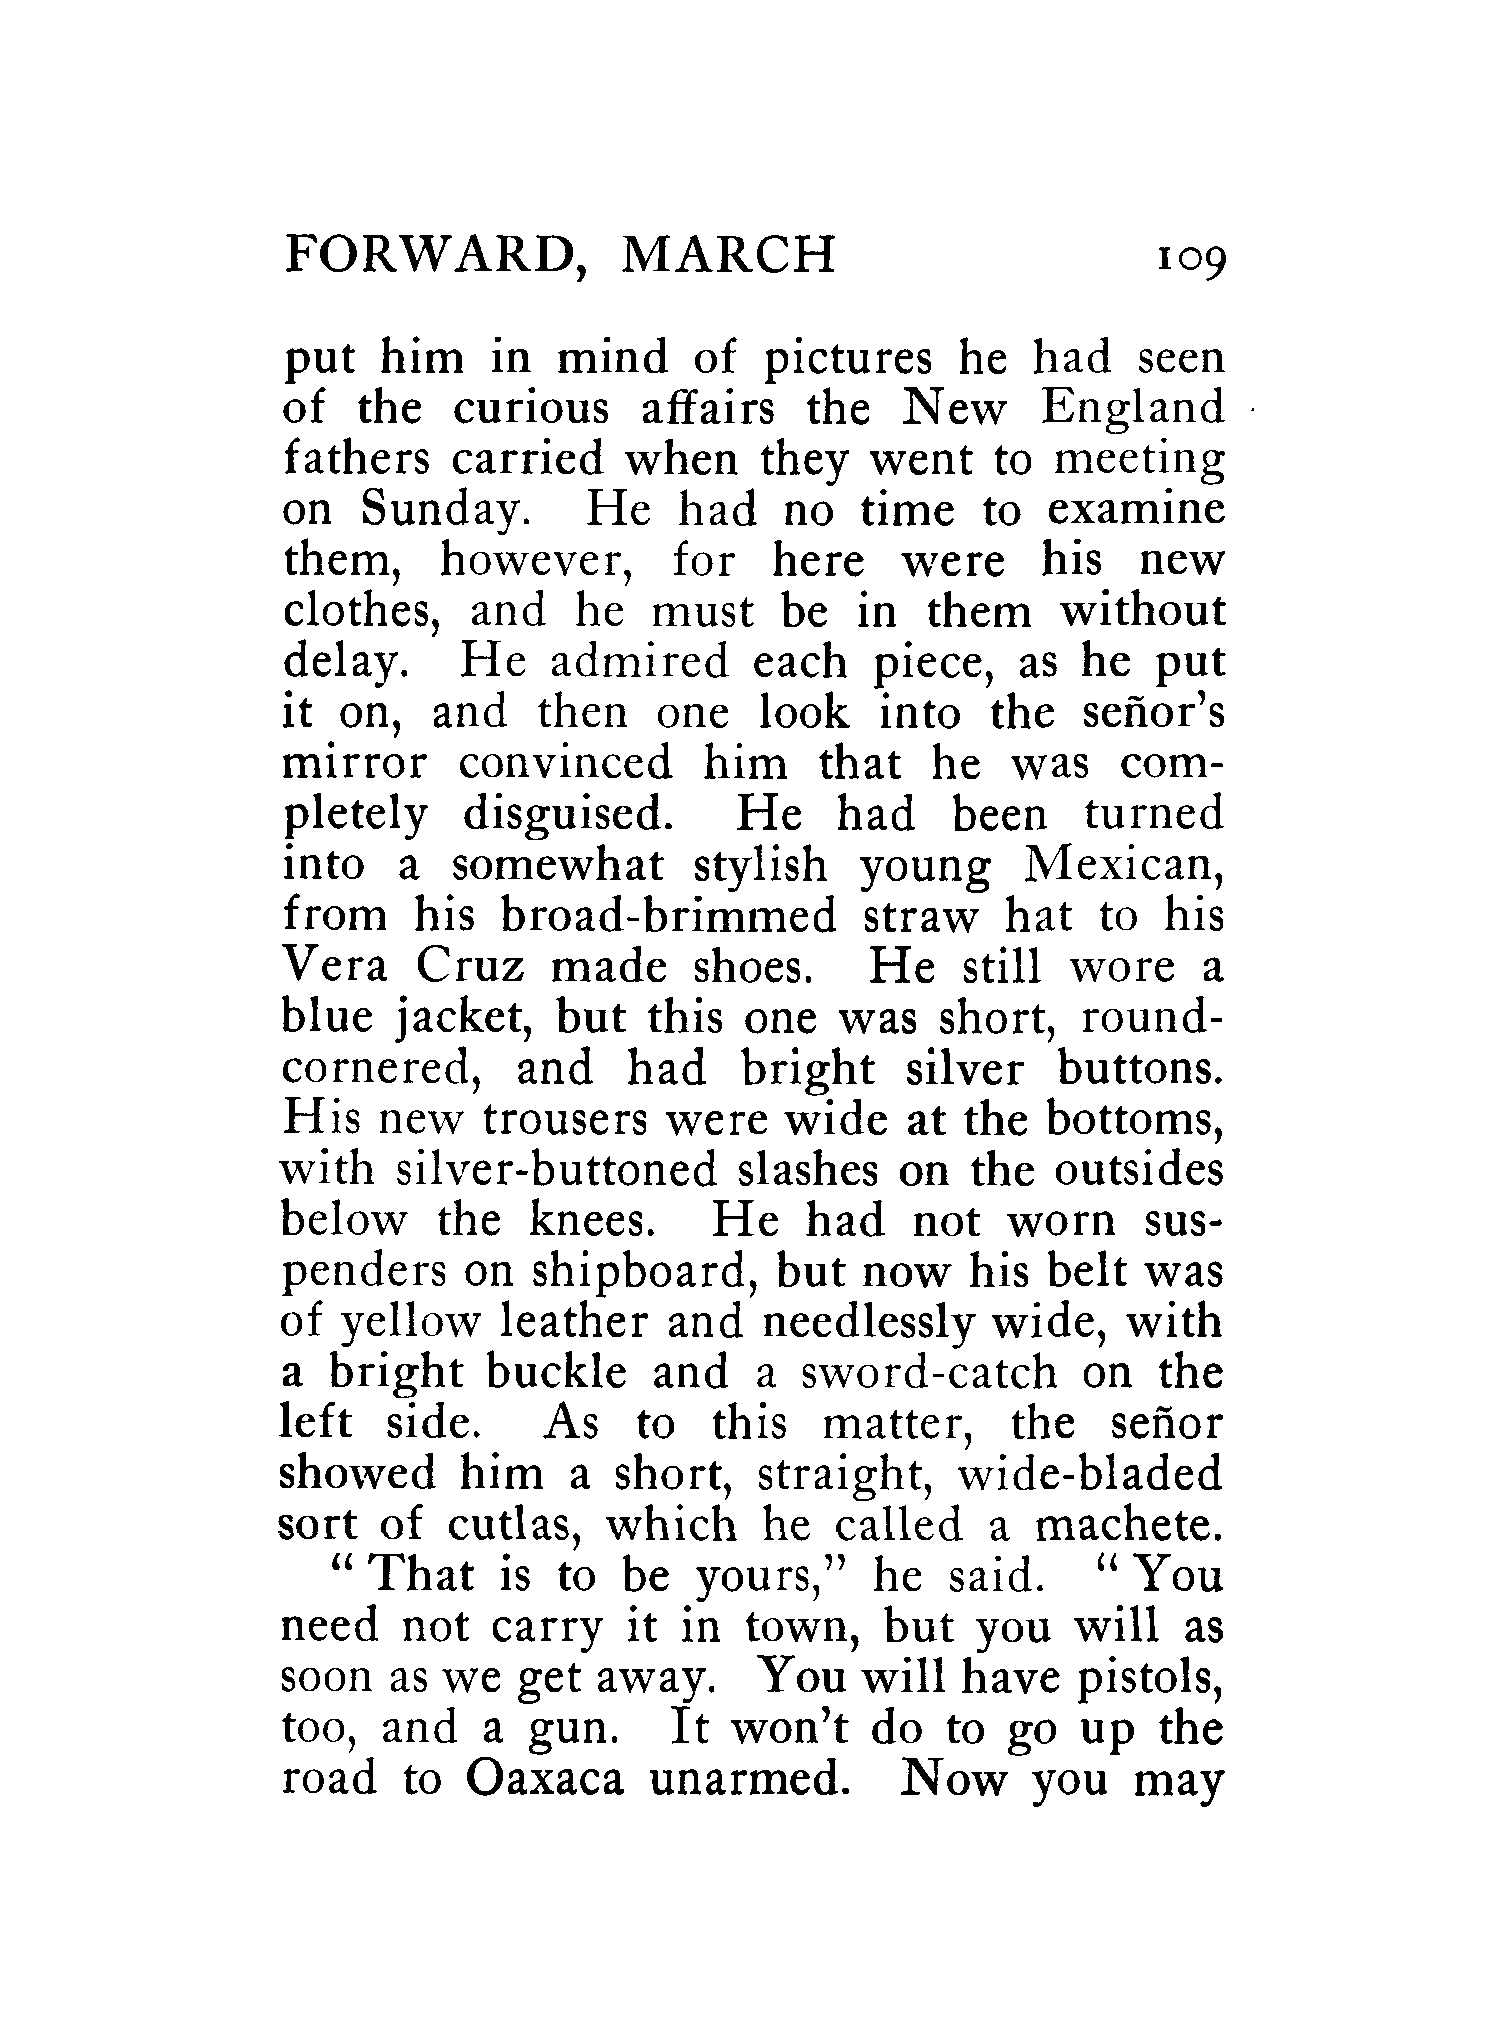 FORWARD, MARCH 109
put him in mind of pictures he had seen
of the curious affairs the New England
fathers carried when they went to meeting
on Sunday. He had no time to examine
them, however, for here were his new
clothes, and he must be in them without
delay. He admired each piece, as he put
it on, and then one look into the señor's
mirror convinced him that he was com-
pletely disguised. He had been turned
into a somewhat stylish young Mexican,
from his broad-brimmed straw hat to his
Vera Cruz made shoes. He still wore a
blue jacket, but this one was short, round-
cornered, and had bright silver buttons.
His new trousers were wide at the bottoms,
with silver-buttoned slashes on the outsides
below the knees. He had not worn sus-
penders on shipboard, but now his belt was
of yellow leather and needlessly wide, with
a bright buckle and a sword-catch on the
left side. As to this matter, the señor
showed him a short, straight, wide-bladed
sort of cutlas, which he called a machete.
“ That is to be yours,” he said. “ You
need not carry it in town, but you will as
soon as we get away. You will have pistols,
too, and a gun. It won't do to go up the
road to Oaxaca unarmed. Now you may